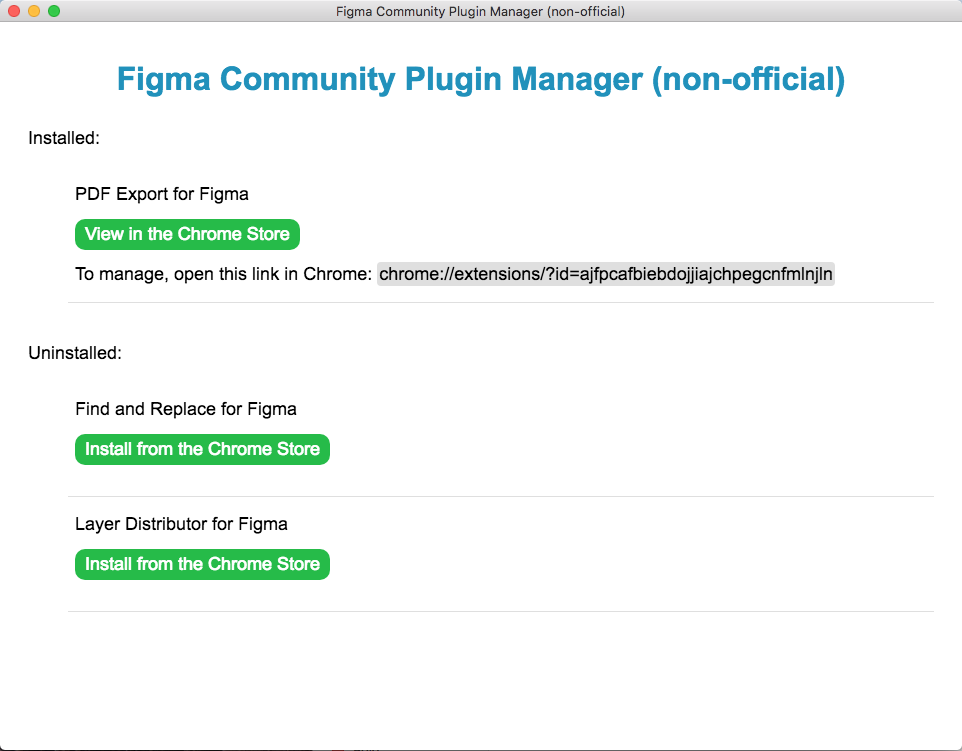 Figma Community Plugin Manager (non-official)
Figma Community Plugin Manager (non-official)
Installed:
PDF Export for Figma
View in the Chrome Store
To manage, open this link in Chrome: chrome://extensions/?id=ajfpcafbiebdojjiajchpegcnfmlnjln
Uninstalled:
Find and Replace for Figma
Install from the Chrome Store
Layer Distributor for Figma
Install from the Chrome Store